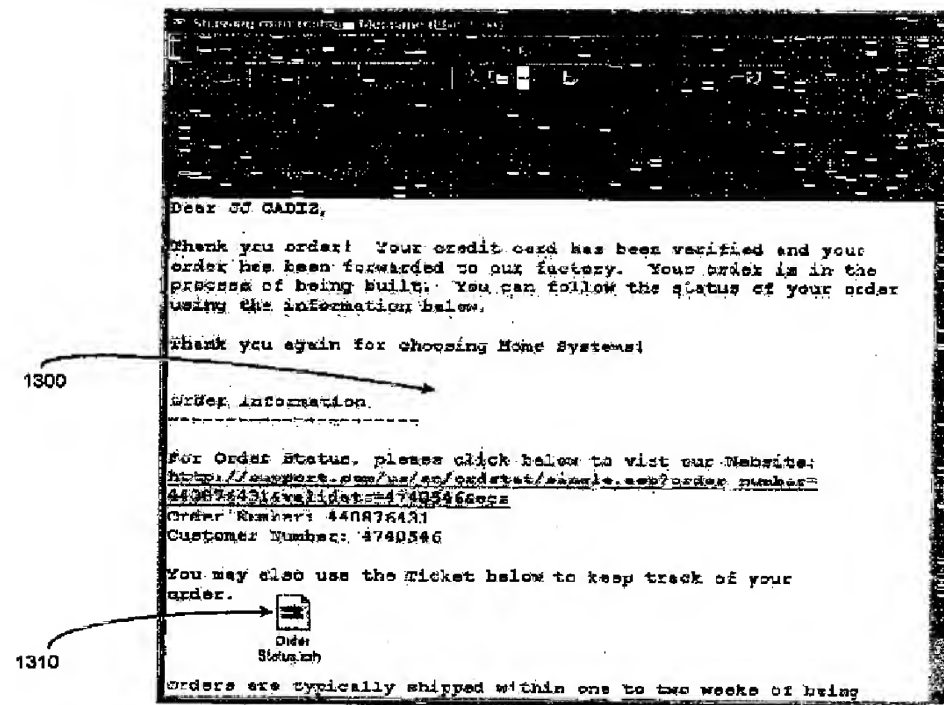 Dear JJ CADIZ,
Thank you order! Your credit card has been verified and your
order has been forwarded to our factory. Your order is in the
process of being built. You can follow the status of your order
using the information below.
Thank you again for choosing Home Systems!
1300
Order Information
--------------------
For Order Status, please click below to vist our Website:
Order Number: 440876431
Customer Number: 4740546
You may also use the Ticket below to keep track of your
order.
Order
1310
Orders are typically shipped within one to two weeks of being